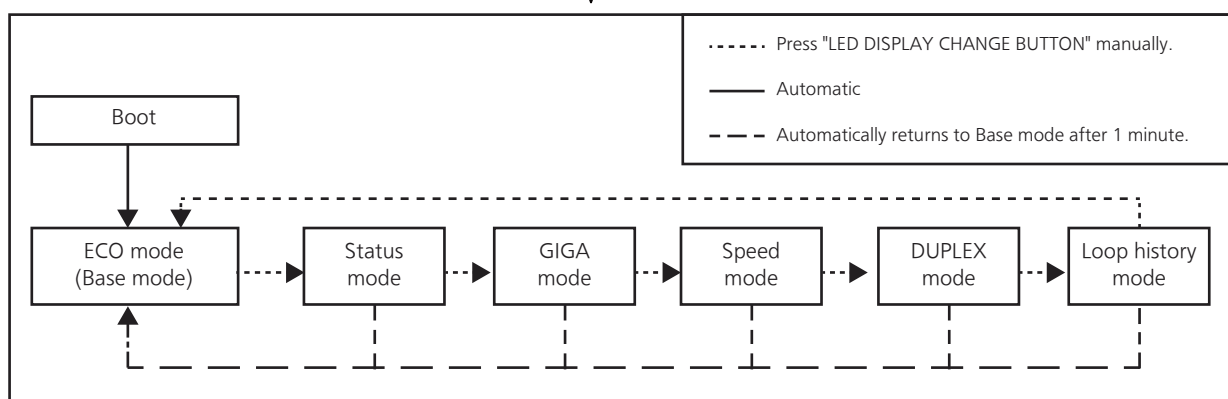 Press "LED DISPLAY CHANGE BUTTON" manually.
Automatic
Automatically returns to Base mode after 1 minute.
Boot
ECO mode
(Base mode)
Status
mode
GIGA
mode
Speed
mode
DUPLEX
mode
Loop history
mode